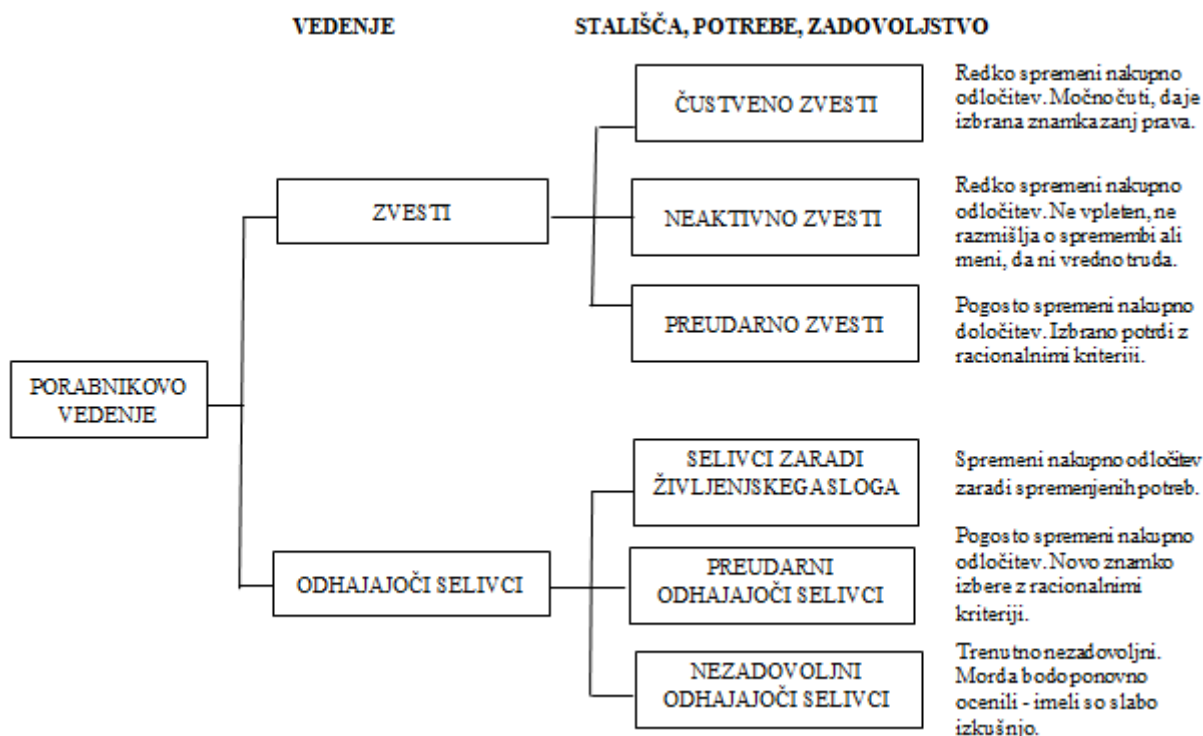 VEDENJE
STALIŠČA, POTREBE, ZADOVOLJSTVO
ČUSTVENO ZVESTI
Redko spremeni nakupno
odločitev. Močno čuti, da je
izbrana znamka zanj prava.
ZVESTI
NEAKTIVNO ZVESTI
Redko spremeni nakupno
odločitev. Ne vpleten, ne
razmišlja o spremembi ali
meni, da ni vredno truda.
PREUDARNO ZVESTI
Pogosto spremeni nakupno
določitev. Izbrano potrdi z
racionalnimi kriteriji.
PORABNIKOVO
VEDENJE
SELIVCI ZARADI
ŽIVLJENJSKEGA SLOGA
Spremeni nakupno odločitev
zaradi spremenjenih potreb.
ODHAJAJOČI SELIVCI
PREUDARNI
ODHAJAJOČI SELIVCI
Pogosto spremeni nakupno
odločitev. Novo znamko
izbere z racionalnimi
kriteriji.
NEZADOVOLJNI
ODHAJAJOČI SELIVCI
Trenutno nezadovoljni.
Morda bodo ponovno
ocenili - imeli so slabo
izkušnjo.